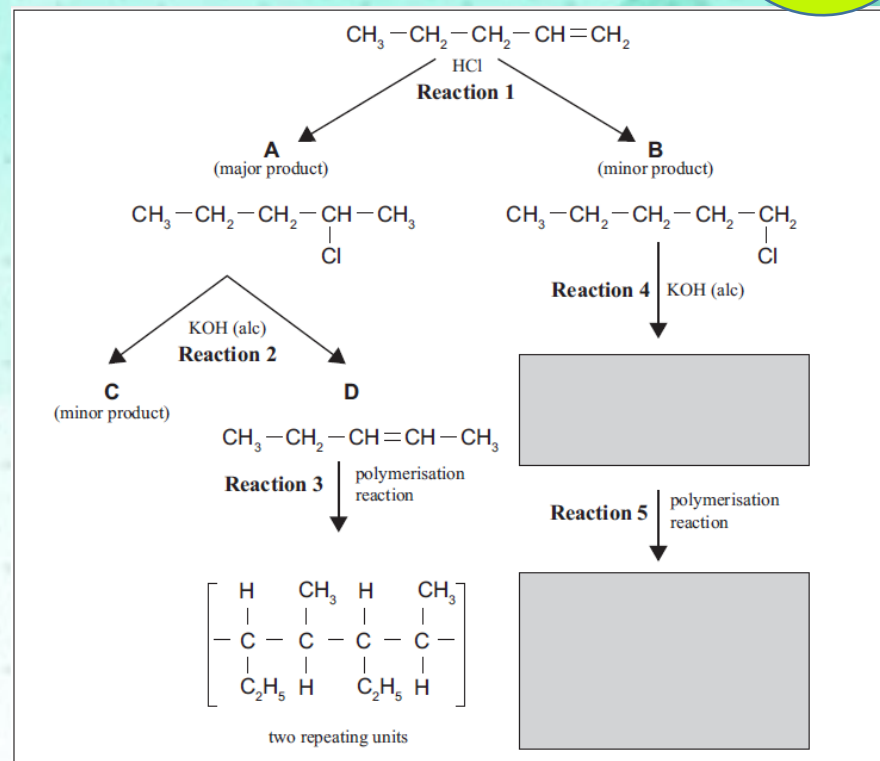 CH₃–CH₂–CH₂–CH=CH₂
HCl
Reaction 1
A
(major product)
B
(minor product)
CH₃–CH₂–CH₂–CH–CH₃
Cl
CH₃–CH₂–CH₂–CH₂–CH₂
Cl
Reaction 4 KOH (alc)
KOH (alc)
Reaction 2
C
(minor product)
D
CH₃–CH₂–CH=CH–CH₃
Reaction 3 polymerisation
reaction
Reaction 5 polymerisation
reaction
H CH₃ H CH₃
– C – C – C – C –
C₂H₅ H C₂H₅ H
two repeating units